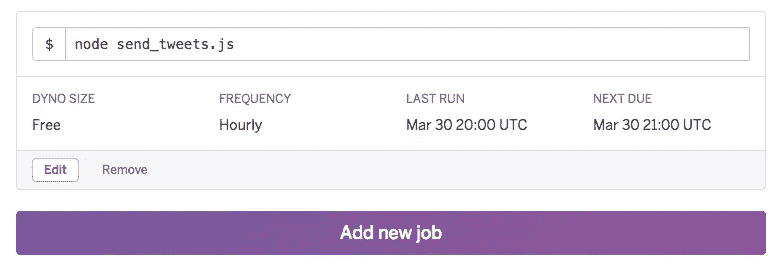 $ node send_tweets.js
DYNO SIZE FREQUENCY LAST RUN NEXT DUE
Free Hourly Mar 30 20:00 UTC Mar 30 21:00 UTC
Edit Remove
Add new job